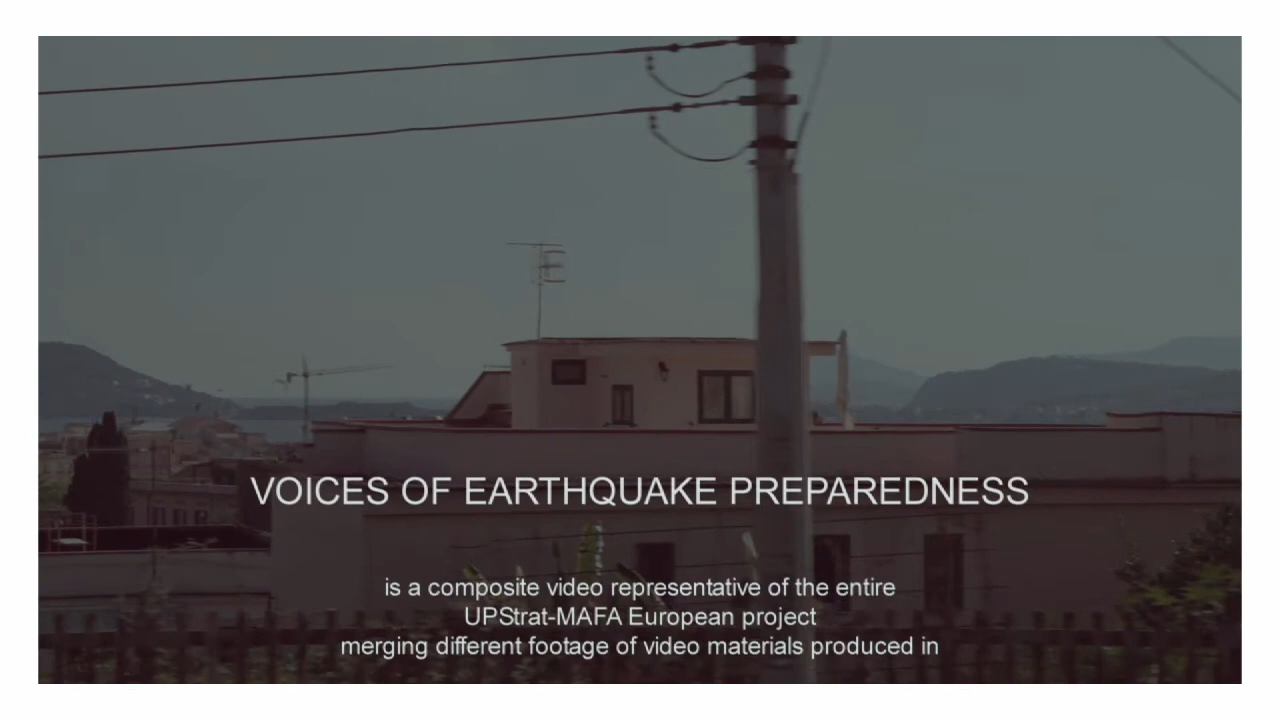 VOICES OF EARTHQUAKE PREPAREDNESS
is a composite video representative of the entire
UPStrat-MAFA European project
merging different footage of video materials produced in